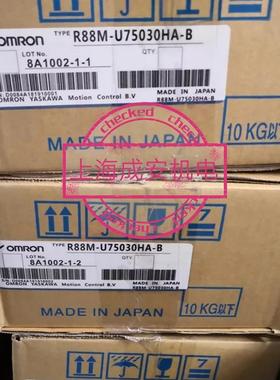 OMRON TYPE R88M-U75030HA-B
LOT No. QTY
8A1002-1-1
S/N: D0084A181910001
OMRON YASKAWA Motion Control B.V MADE IN JAPAN
R88M-U75030HA-B
checked checked
上海成安机电
MADE IN JAPAN
10 KG以下
OMRON TYPE R88M-U75030HA-B
LOT No.
8A1002-1-2
OMRON YASKAWA Motion Control B.V MADE IN JAPAN
R88M-U75030HA-B
MADE IN JAPAN
10 KG以下
7